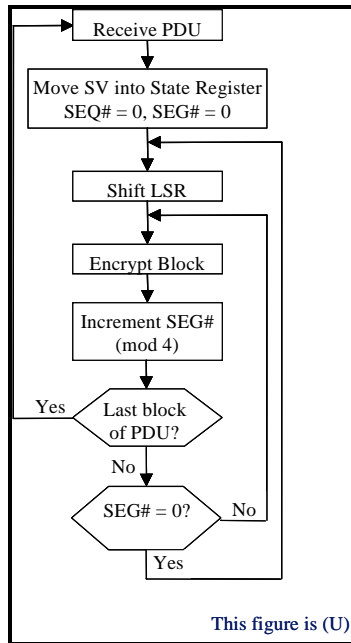 Receive PDU
Move SV into State Register
SEQ# = 0, SEG# = 0
Shift LSR
Encrypt Block
Increment SEG#
(mod 4)
Yes
Last block
of PDU?
No
SEG# = 0?
No
Yes
This figure is (U)